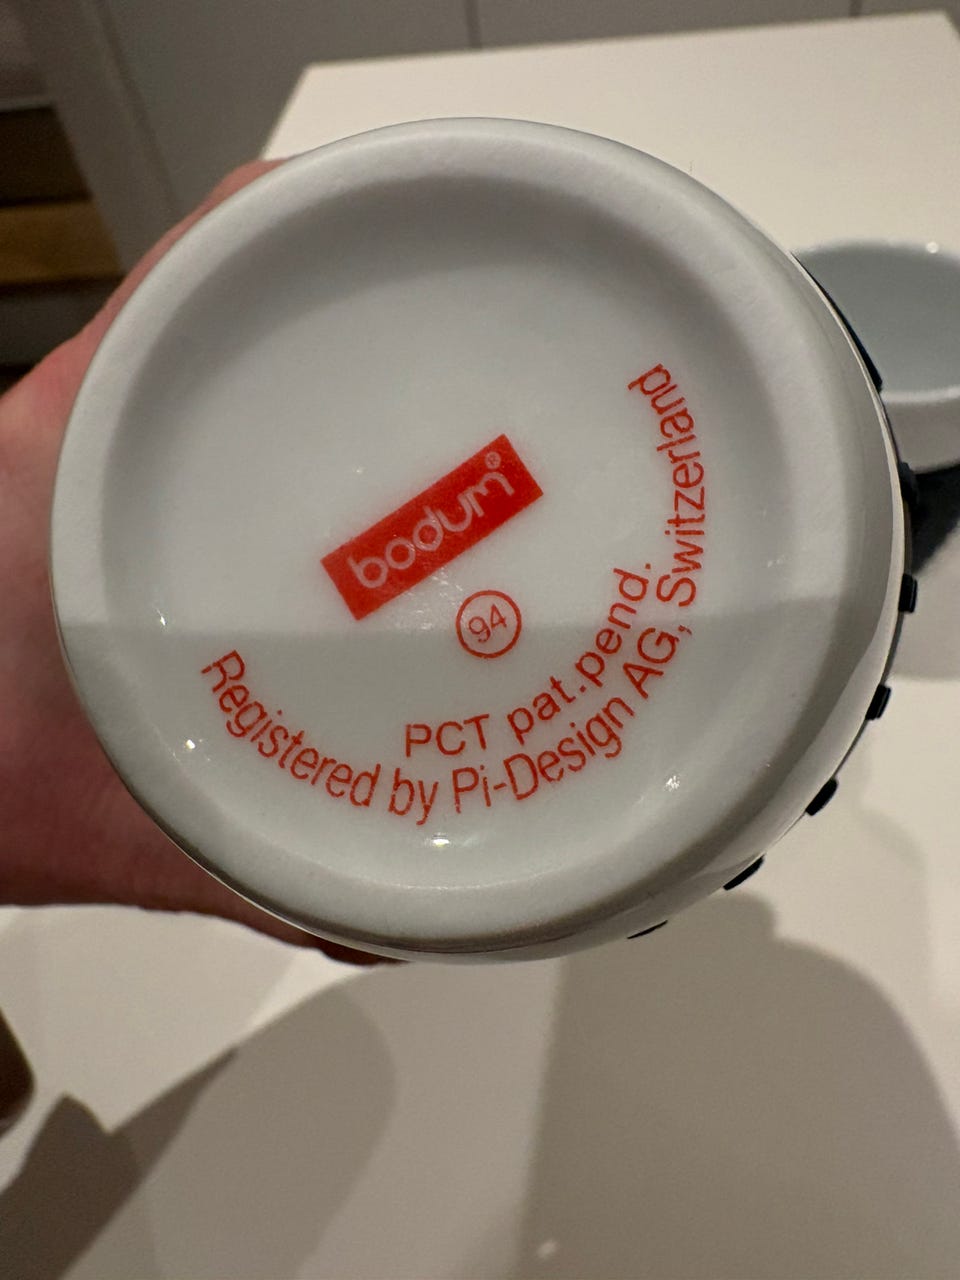 bodum®
94
PCT pat.pend.
Registered by Pi-Design AG, Switzerland